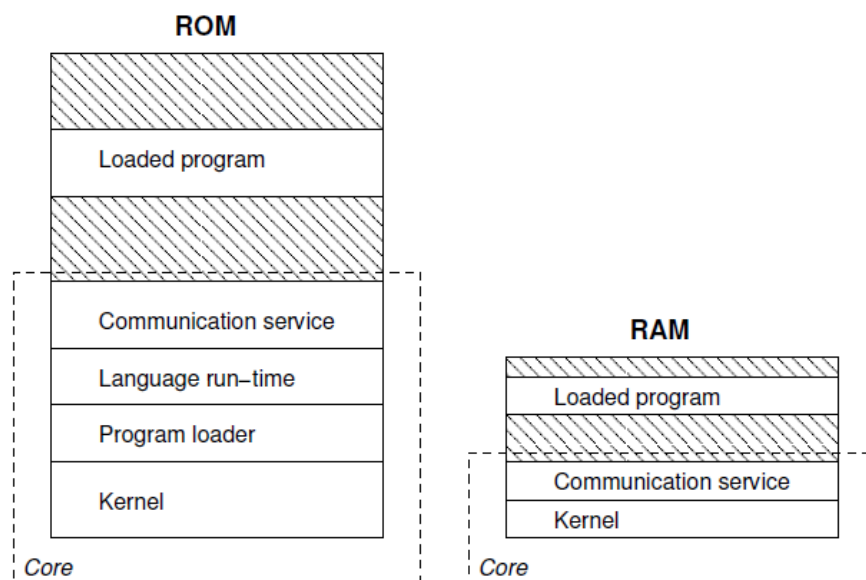 ROM
Loaded program
Communication service
Language run-time
Program loader
Kernel
Core
RAM
Loaded program
Communication service
Kernel
Core